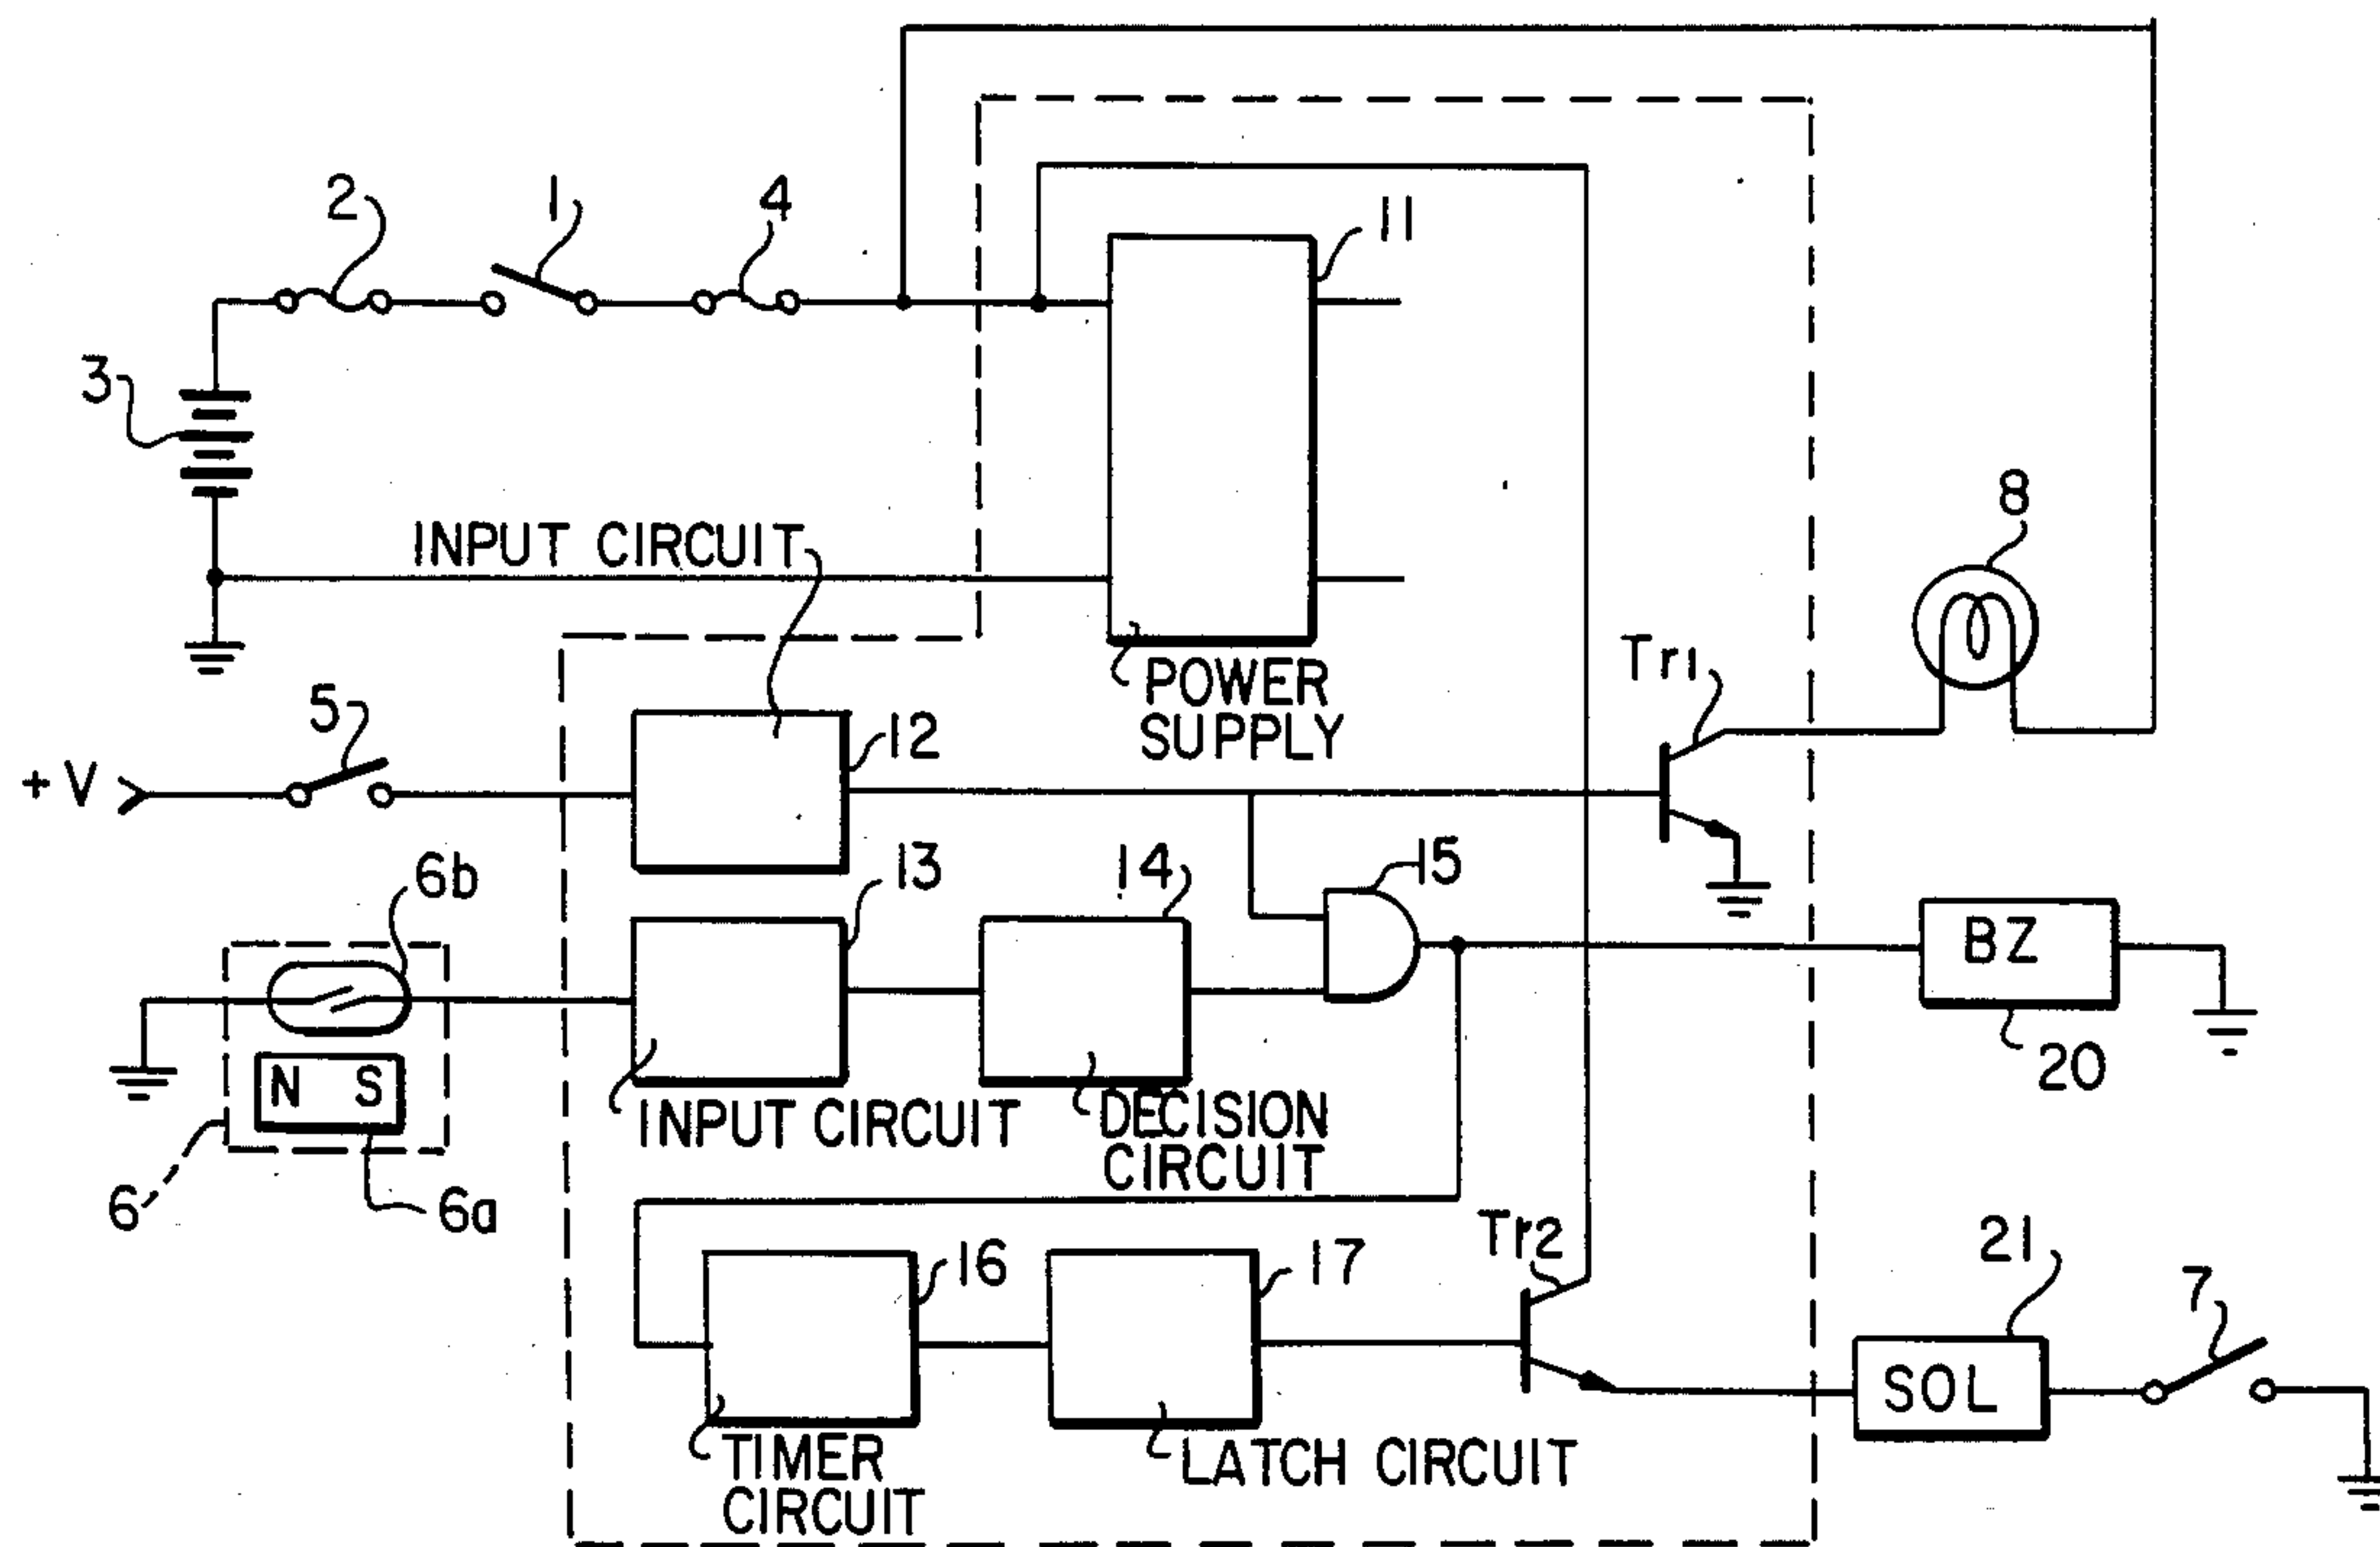 2
1
4
11
3
INPUT CIRCUIT
8
POWER
SUPPLY
Tr1
5
12
+V
6b
13
14
15
BZ
N S
20
INPUT CIRCUIT
DECISION
CIRCUIT
6
6a
Tr2
16
17
21
7
SOL
TIMER
CIRCUIT
LATCH CIRCUIT